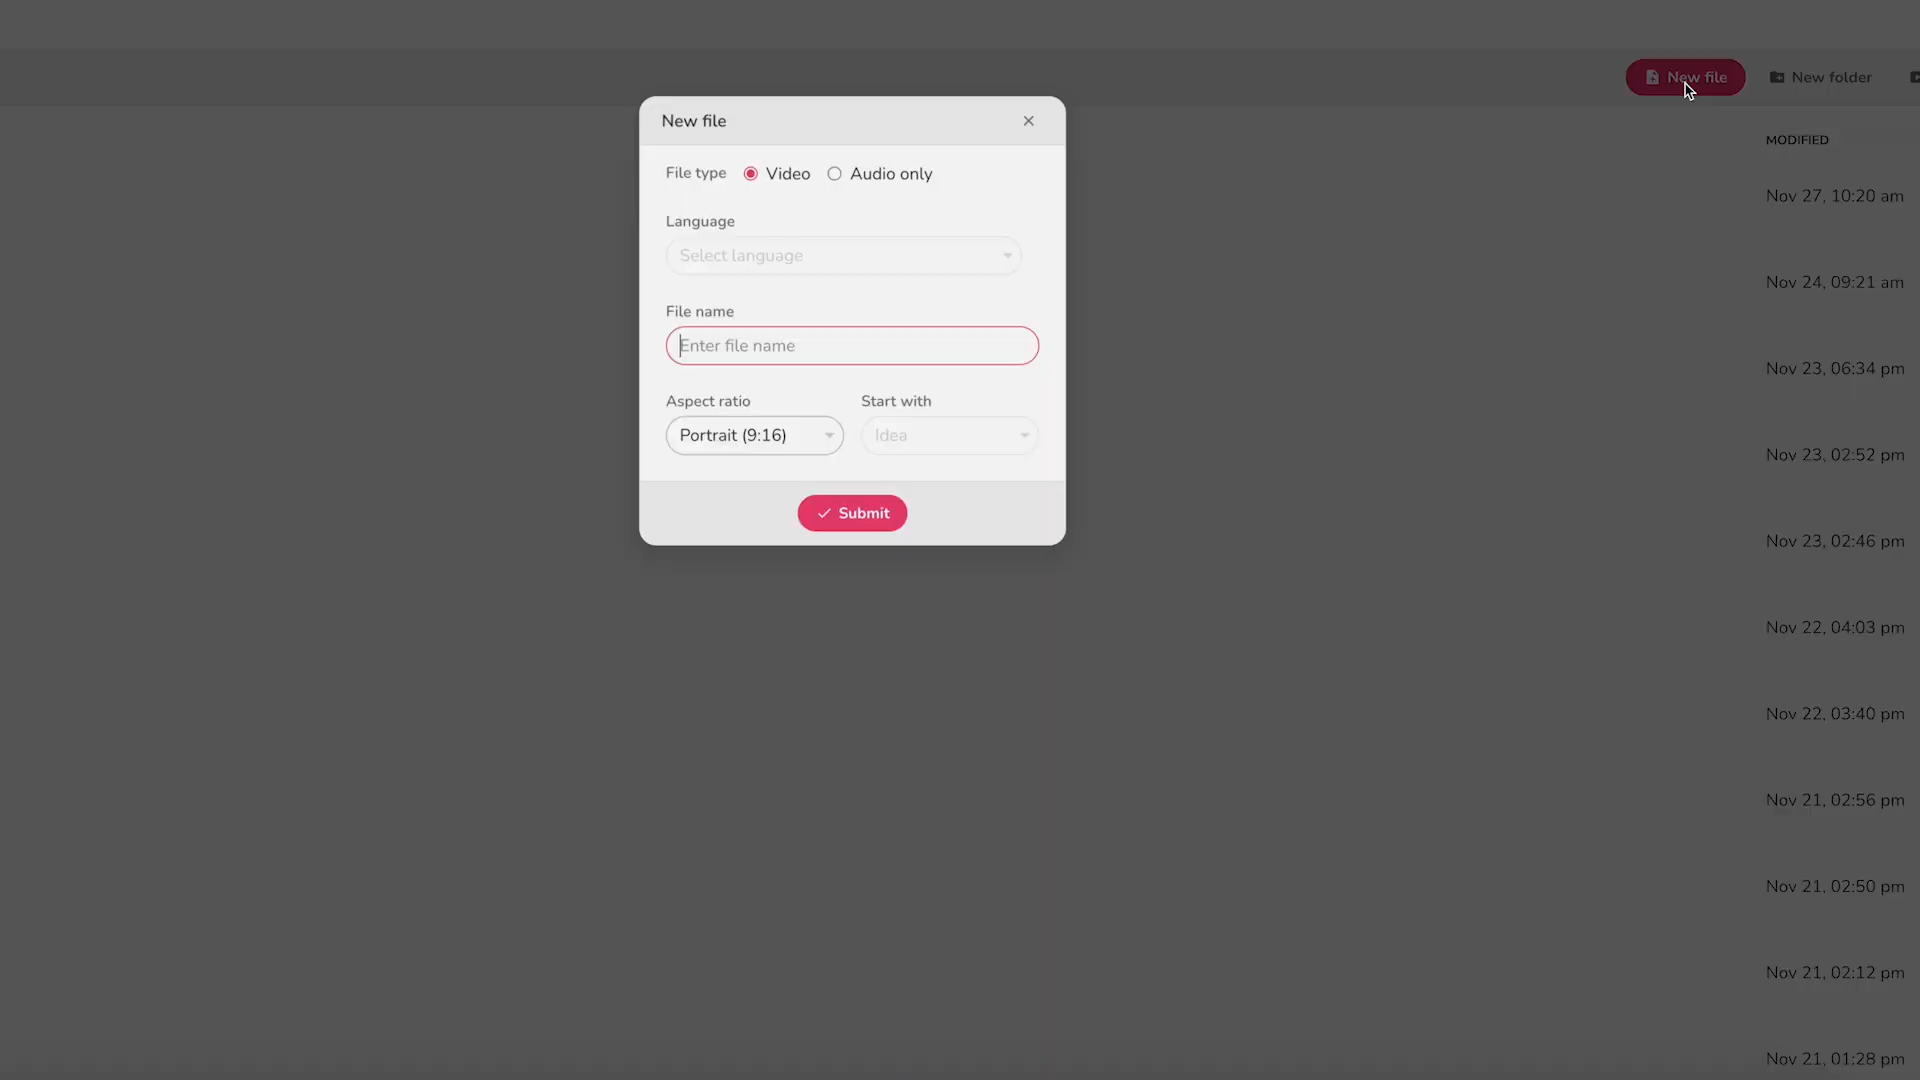 New file
New folder
New file
File type
Video
Audio only
Language
Select language
File name
Enter file name
Aspect ratio
Start with
Portrait (9:16)
Idea
Submit
MODIFIED
Nov 27, 10:20 am
Nov 24, 09:21 am
Nov 23, 06:34 pm
Nov 23, 02:52 pm
Nov 23, 02:46 pm
Nov 22, 04:03 pm
Nov 22, 03:40 pm
Nov 21, 02:56 pm
Nov 21, 02:50 pm
Nov 21, 02:12 pm
Nov 21, 01:28 pm